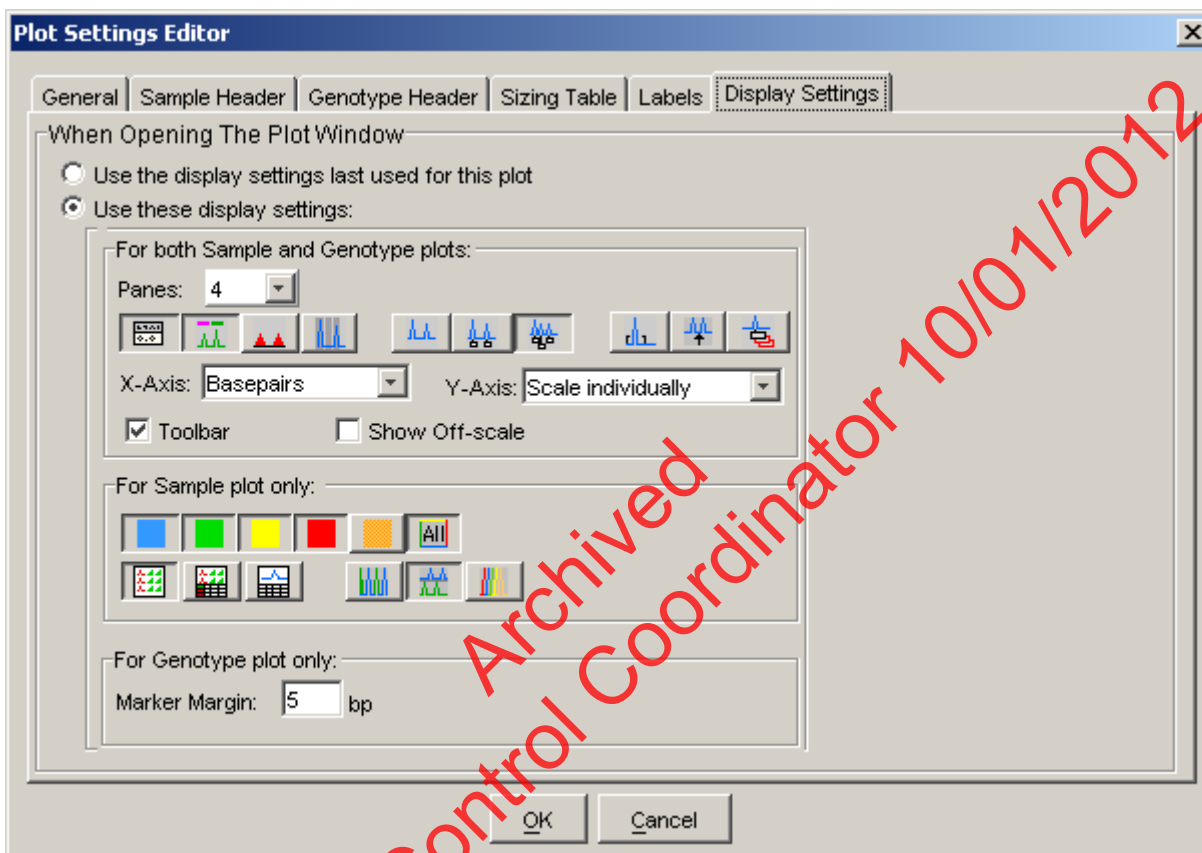 Plot Settings Editor
General Sample Header Genotype Header Sizing Table Labels Display Settings
When Opening The Plot Window
Use the display settings last used for this plot
Use these display settings:
For both Sample and Genotype plots:
Panes: 4
X-Axis: Basepairs Y-Axis: Scale individually
Toolbar Show Off-scale
For Sample plot only:
All
For Genotype plot only:
Marker Margin: 5 bp
OK Cancel
Archived
Control Coordinator 10/01/2012